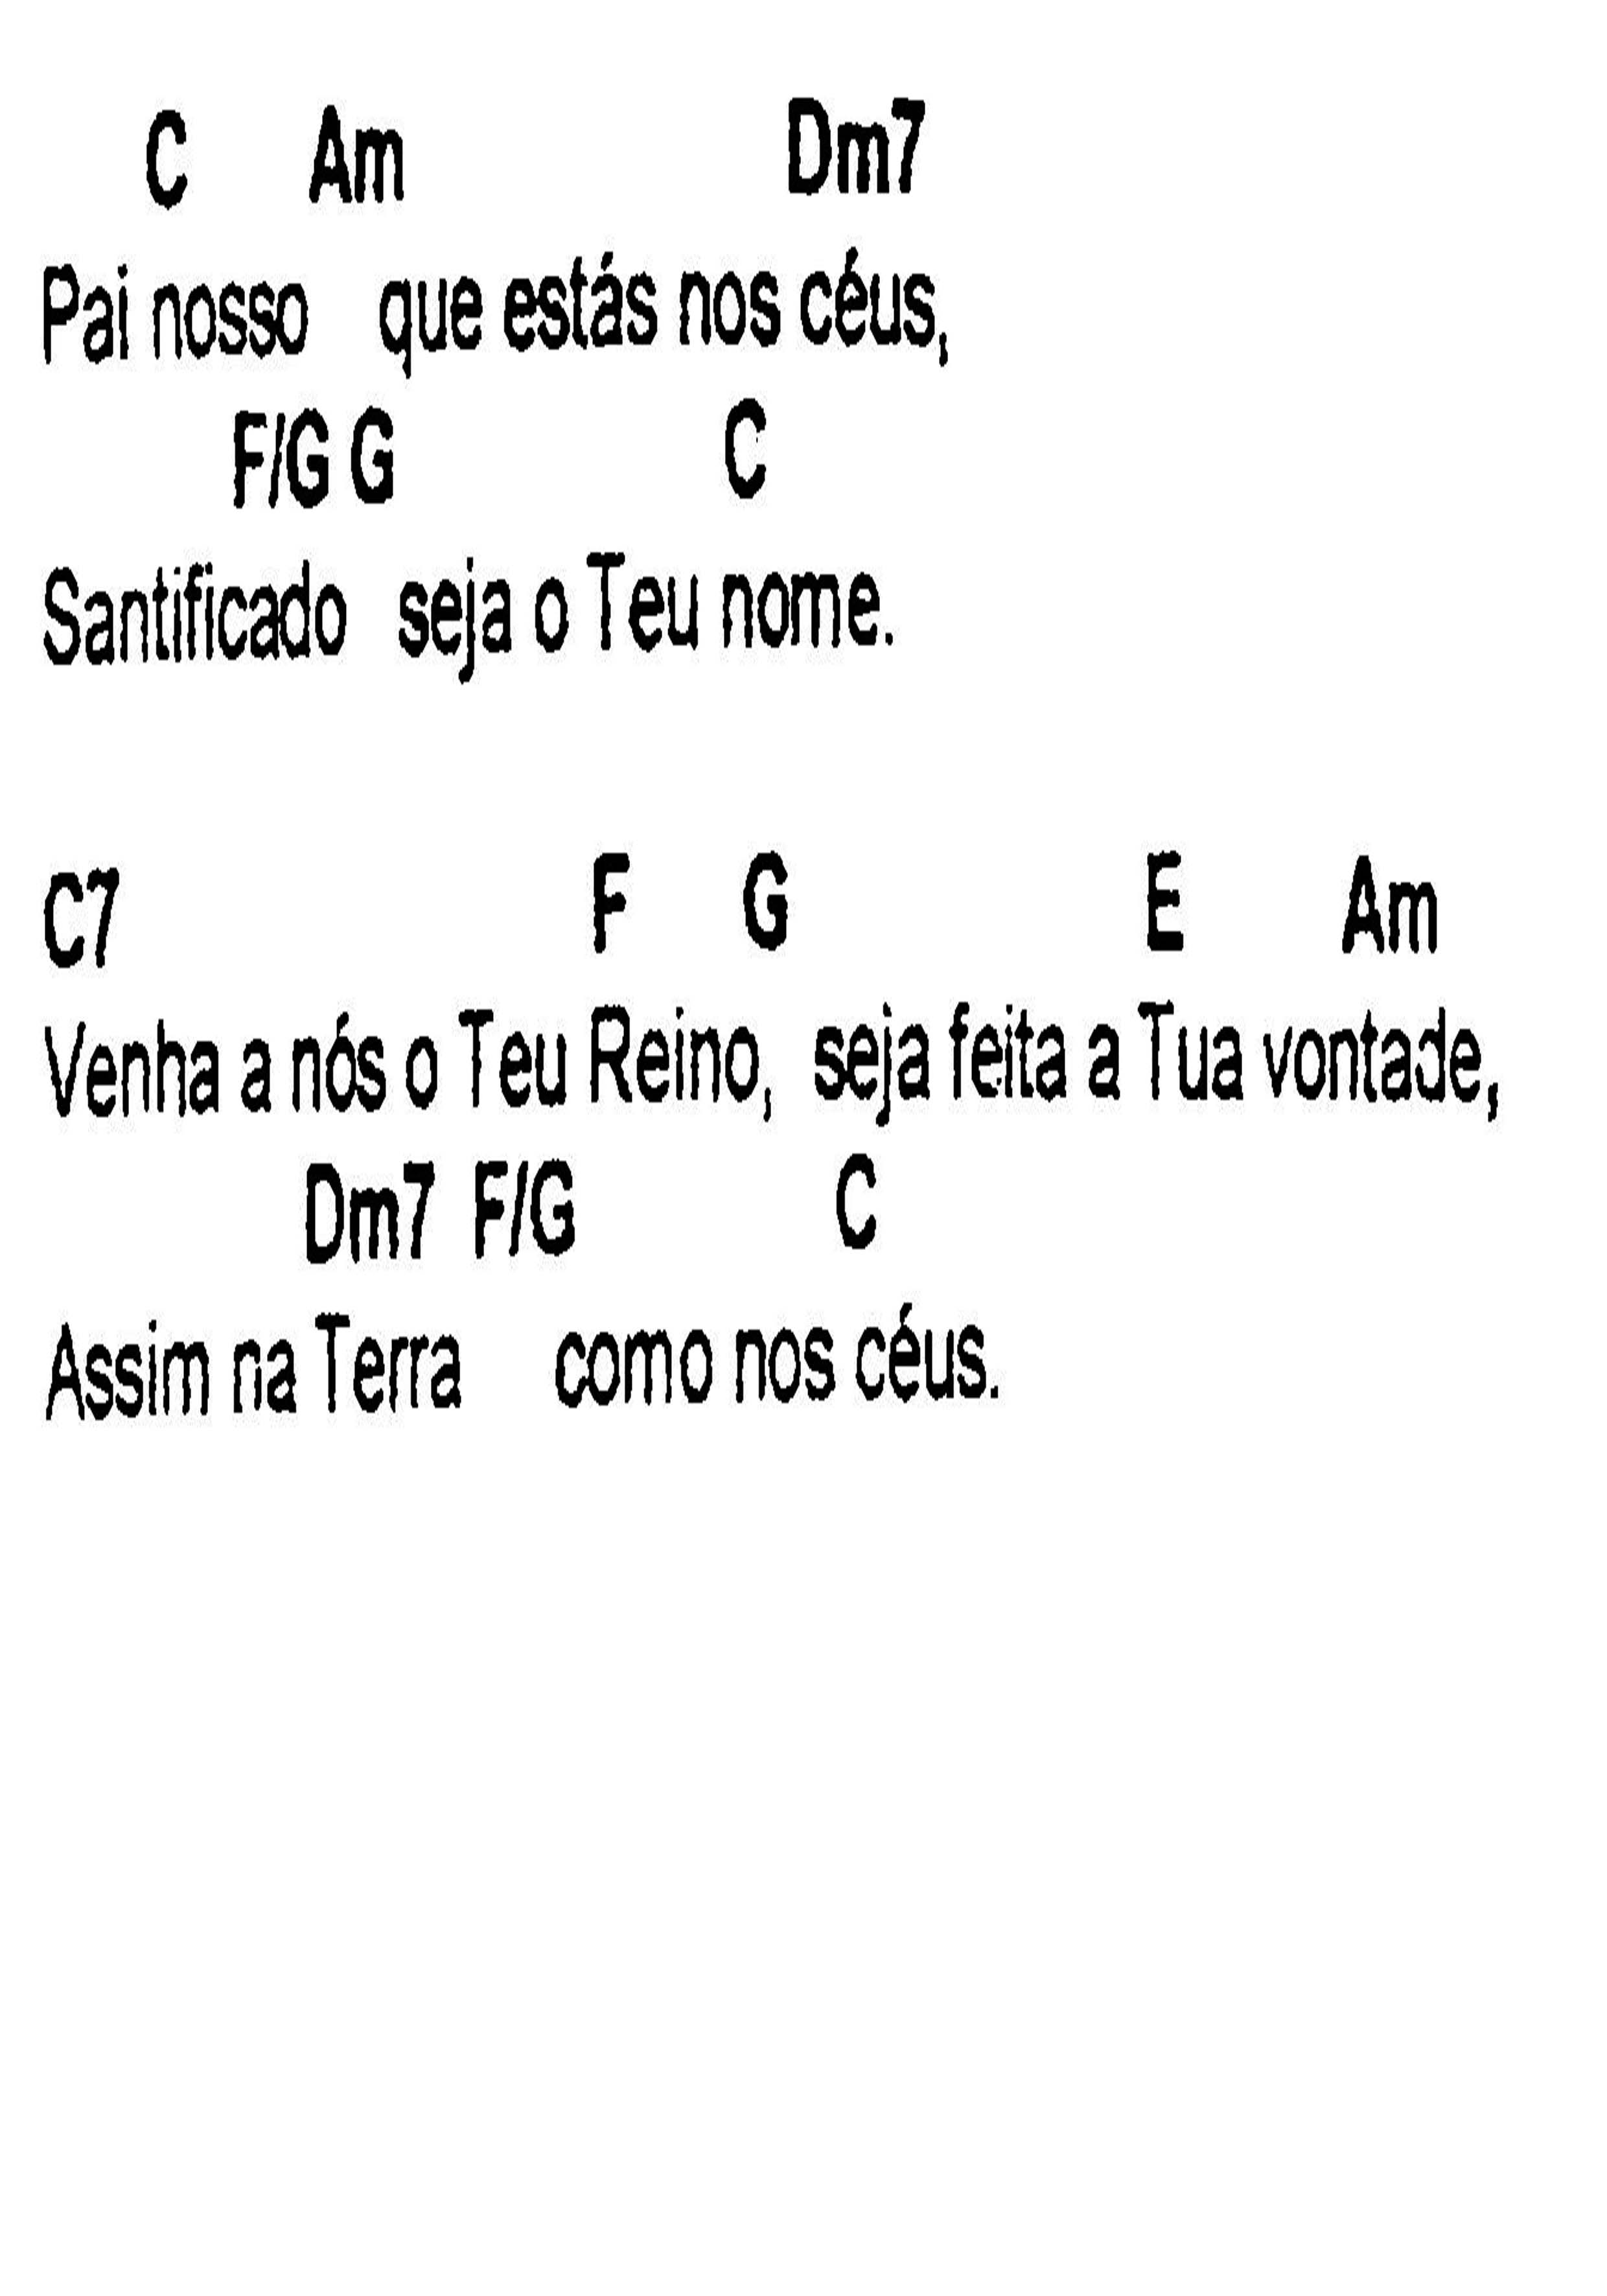 C Am Dm7
Pai nosso que estás nos céus,
F/G G C
Santificado seja o Teu nome.
C7 F G E Am
Venha a nós o Teu Reino, seja feita a Tua vontade,
Dm7 F/G C
Assim na Terra como nos céus.